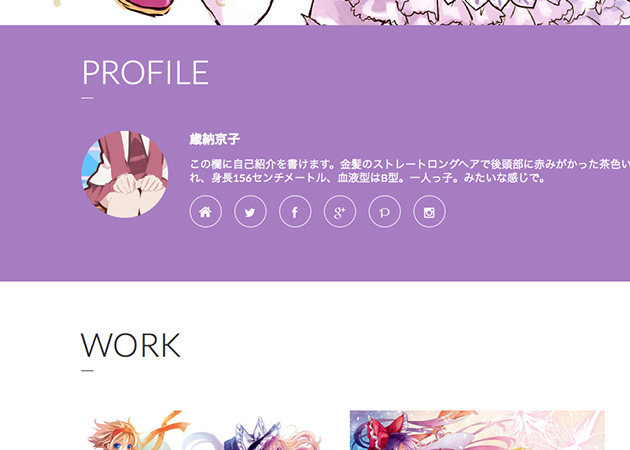 PROFILE
歳納京子
この欄に自己紹介を書けます。金髪のストレートロングヘアで後頭部に赤みがかった茶色い
れ、身長156センチメートル、血液型はB型。一人っ子。みたいな感じで。
WORK